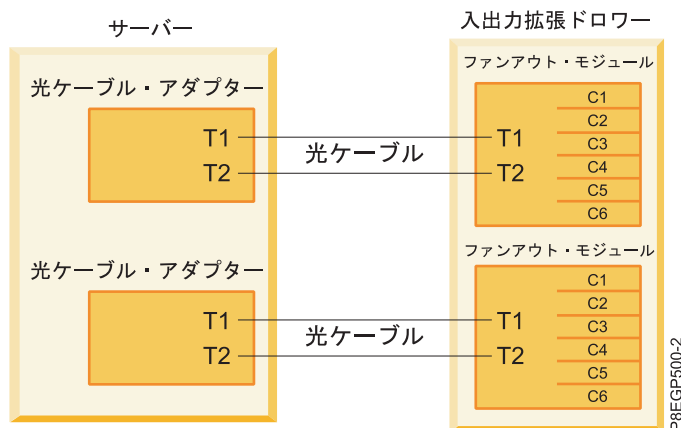 サーバー
光ケーブル・アダプター
T1
T2
光ケーブル
光ケーブル・アダプター
T1
T2
光ケーブル
入出力拡張ドロワー
ファンアウト・モジュール
T1
T2
C1
C2
C3
C4
C5
C6
ファンアウト・モジュール
T1
T2
C1
C2
C3
C4
C5
C6
P8EGP500-2